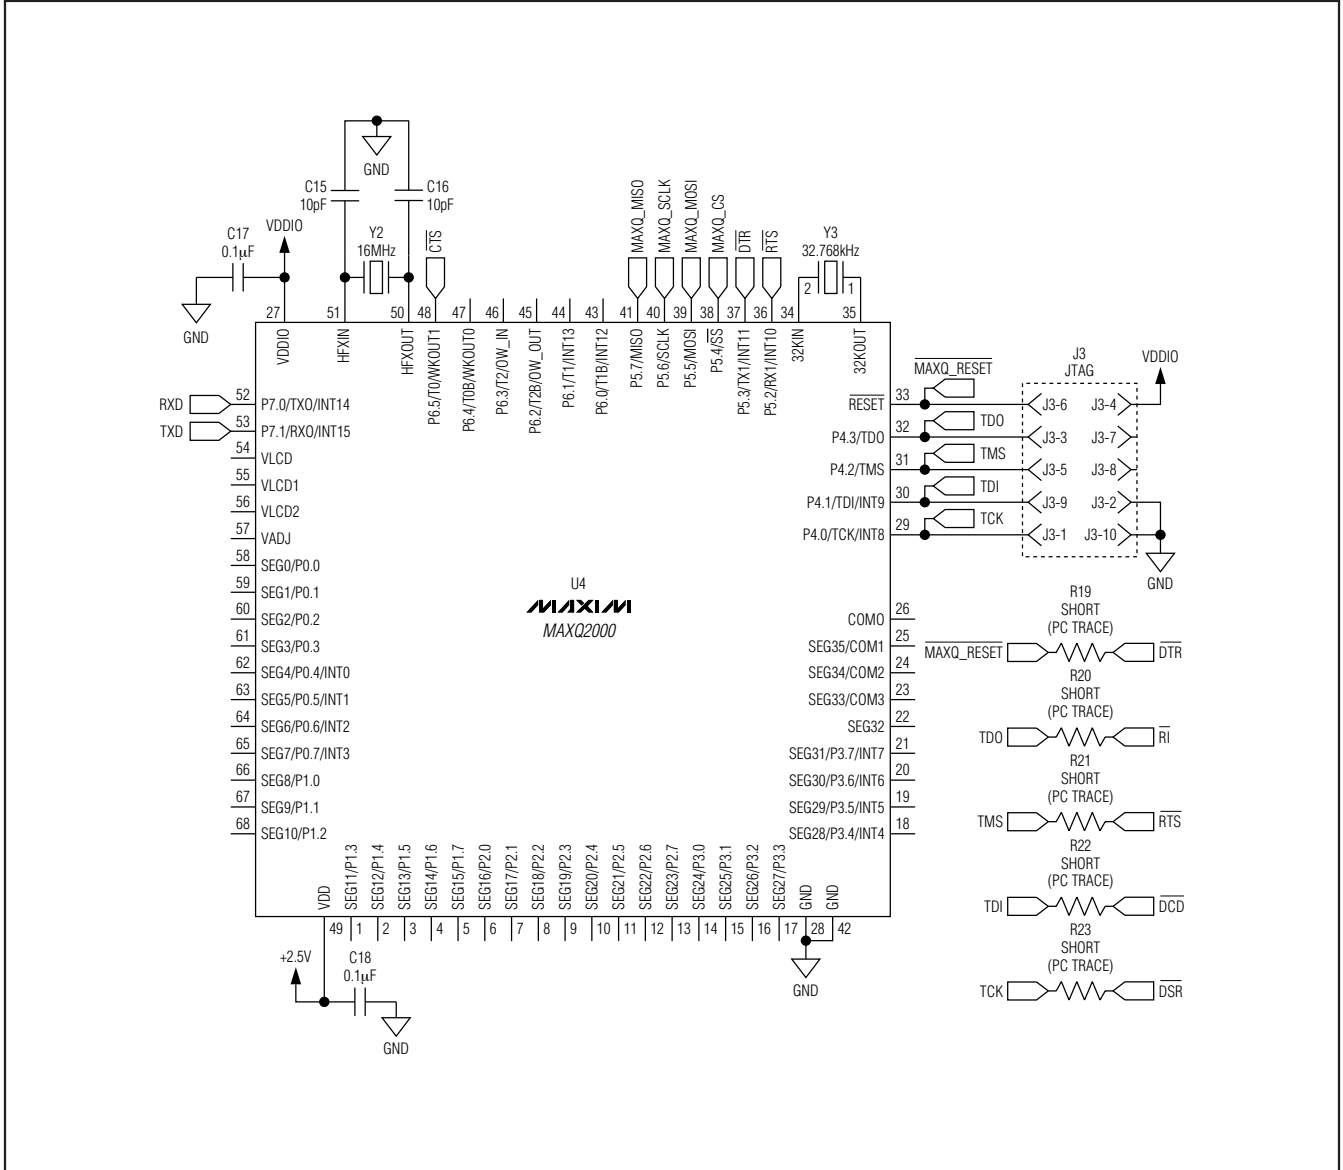 GND
C15
10pF
C16
10pF
C17
0.1µF
VDDIO
GND
Y2
16MHz
CTS
MAXQ_MISO
MAXQ_SCLK
MAXQ_MOSI
MAXQ_CS
DTR
RTS
Y3
32.768kHz
2 1
27 51 50 48 47 46 45 44 43 41 40 39 38 37 36 34 35
VDDIO
HFXIN
HFXOUT
P6.5/T0/WKOUT1
P6.4/T0B/WKOUT0
P6.3/T2/OW_IN
P6.2/T2B/OW_OUT
P6.1/T1/INT13
P6.0/T1B/INT12
P5.7/MISO
P5.6/SCLK
P5.5/MOSI
P5.4/SS
P5.3/TX1/INT11
P5.2/RX1/INT10
32KIN
32KOUT
RXD 52 P7.0/TXO/INT14
TXD 53 P7.1/RXO/INT15
54 VLCD
55 VLCD1
56 VLCD2
57 VADJ
58 SEG0/P0.0
59 SEG1/P0.1
60 SEG2/P0.2
61 SEG3/P0.3
62 SEG4/P0.4/INT0
63 SEG5/P0.5/INT1
64 SEG6/P0.6/INT2
65 SEG7/P0.7/INT3
66 SEG8/P1.0
67 SEG9/P1.1
68 SEG10/P1.2
U4
MAXIM
MAXQ2000
RESET 33 MAXQ_RESET
P4.3/TDO 32 TDO
P4.2/TMS 31 TMS
P4.1/TDI/INT9 30 TDI
P4.0/TCK/INT8 29 TCK
J3
JTAG
VDDIO
J3-6 J3-4
J3-3 J3-7
J3-5 J3-8
J3-9 J3-2
J3-1 J3-10
GND
COMO 26
SEG35/COM1 25
SEG34/COM2 24
SEG33/COM3 23
SEG32 22
SEG31/P3.7/INT7 21
SEG30/P3.6/INT6 20
SEG29/P3.5/INT5 19
SEG28/P3.4/INT4 18
R19
SHORT
(PC TRACE)
MAXQ_RESET DTR
R20
SHORT
(PC TRACE)
TDO RI
R21
SHORT
(PC TRACE)
TMS RTS
R22
SHORT
(PC TRACE)
TDI DCD
R23
SHORT
(PC TRACE)
TCK DSR
VDD
SEG11/P1.3
SEG12/P1.4
SEG13/P1.5
SEG14/P1.6
SEG15/P1.7
SEG16/P2.0
SEG17/P2.1
SEG18/P2.2
SEG19/P2.3
SEG20/P2.4
SEG21/P2.5
SEG22/P2.6
SEG23/P2.7
SEG24/P3.0
SEG25/P3.1
SEG26/P3.2
SEG27/P3.3
GND
GND
49 1 2 3 4 5 6 7 8 9 10 11 12 13 14 15 16 17 28 42
+2.5V
C18
0.1µF
GND
GND